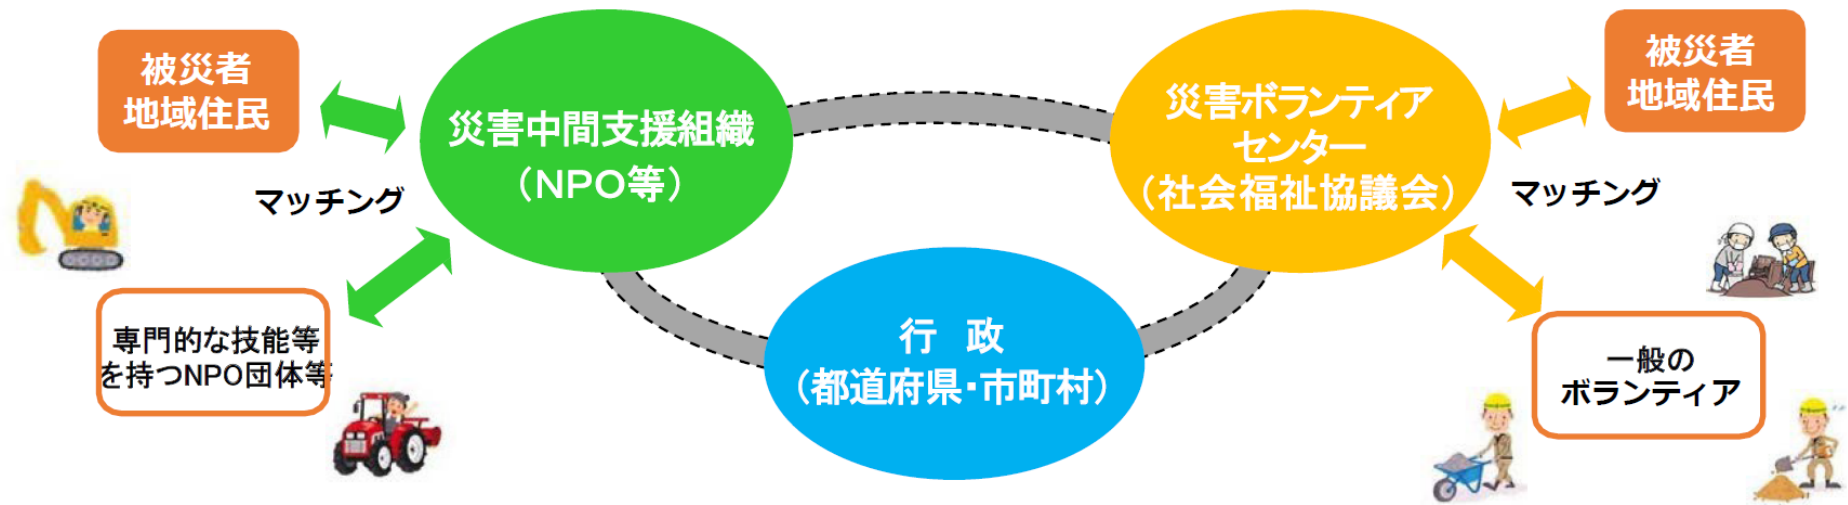 被災者
地域住民
マッチング
専門的な技能等
を持つNPO団体等
災害中間支援組織
（NPO等）
行　政
（都道府県・市町村）
災害ボランティア
センター
（社会福祉協議会）
被災者
地域住民
マッチング
一般の
ボランティア